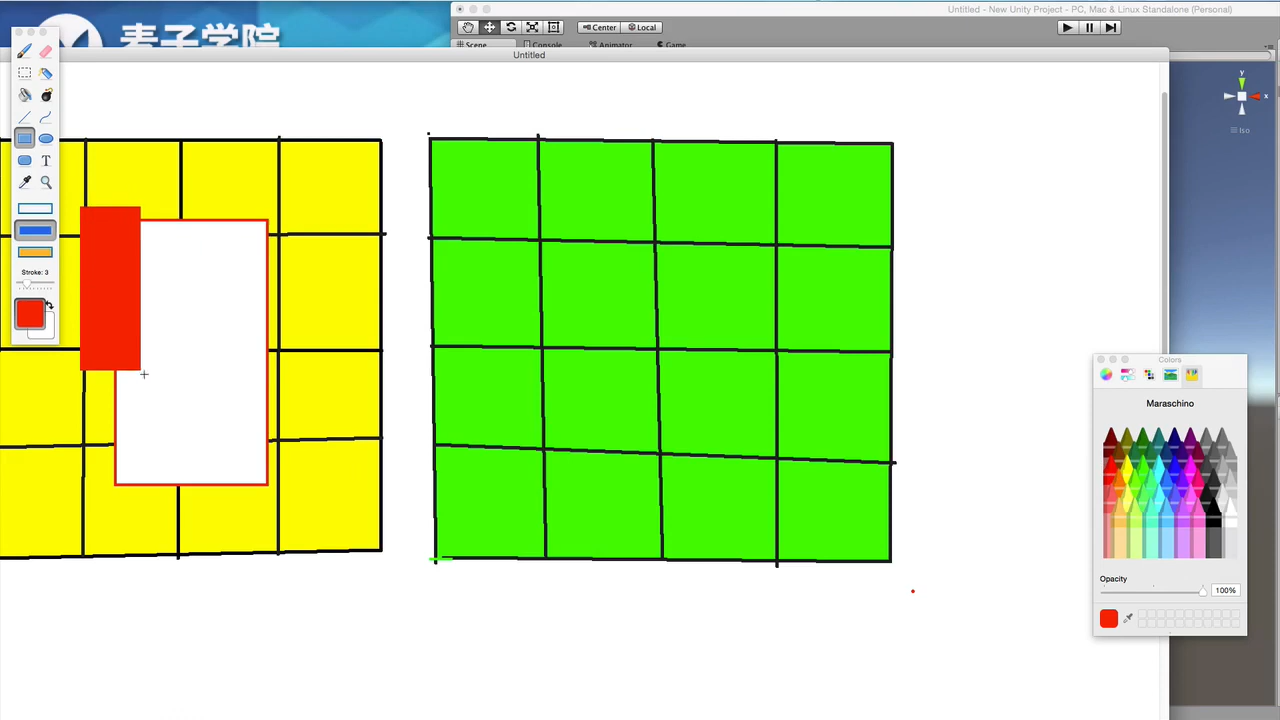 Untitled - New Unity Project - PC, Mac & Linux Standalone (Personal)
麦子学院
Center
Local
Scene
Console
Animator
Game
Untitled
y
x
Iso
T
Stroke: 3
Colors
Maraschino
Opacity
100%